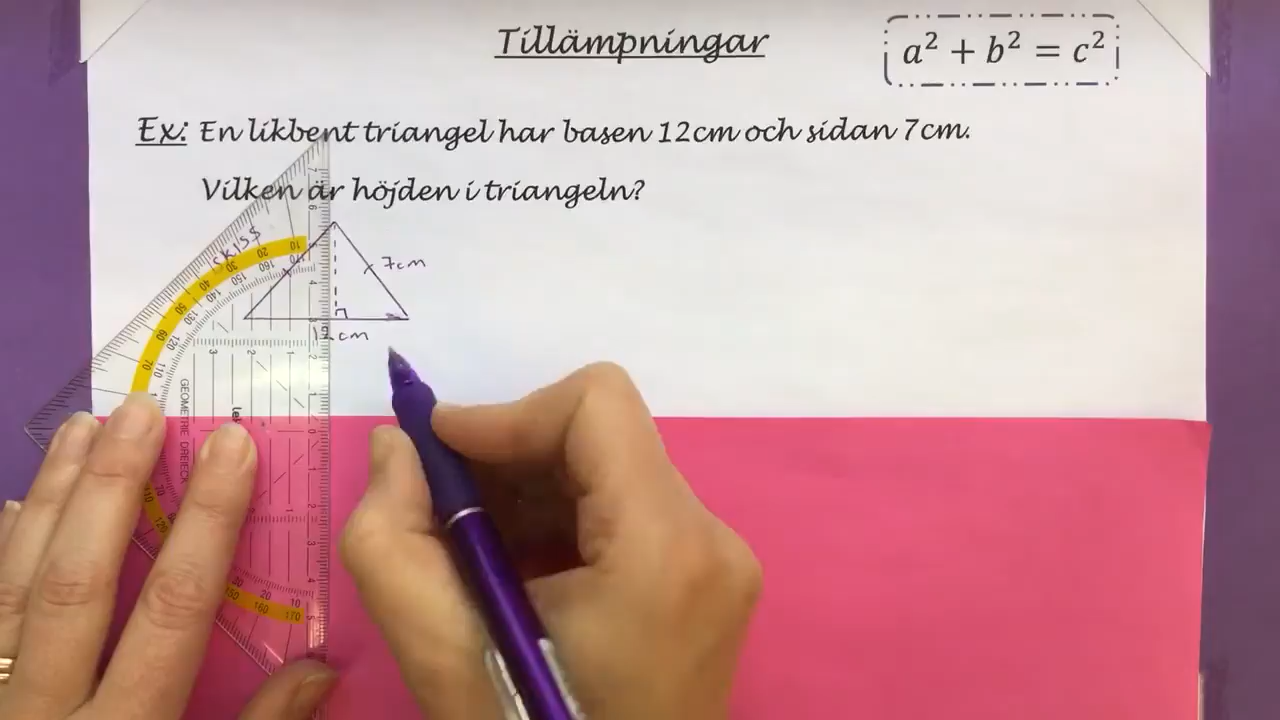 Tillämpningar
a² + b² = c²
Ex: En likbent triangel har basen 12cm och sidan 7cm.
Vilken är höjden i triangeln?
skiss
7cm
12cm
GEOMETRIE DREIECK